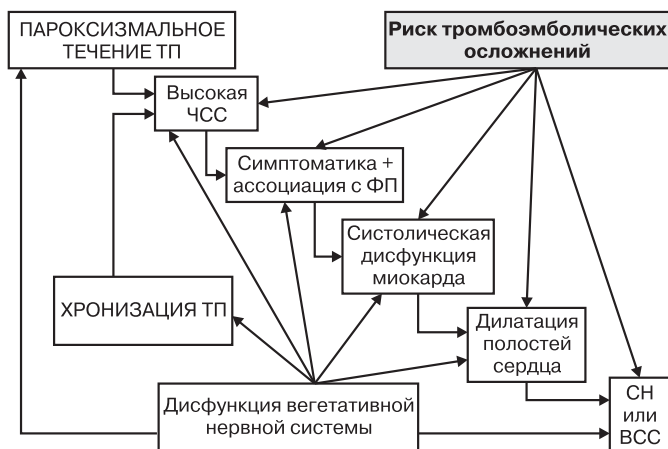 ПАРОКСИЗМАЛЬНОЕ
ТЕЧЕНИЕ ТП
Риск тромбоэмболических
осложнений
Высокая
ЧСС
Симптоматика +
ассоциация с ФП
Систолическая
дисфункция
миокарда
ХРОНИЗАЦИЯ ТП
Дилатация
полостей
сердца
Дисфункция вегетативной
нервной системы
СН
или
ВСС